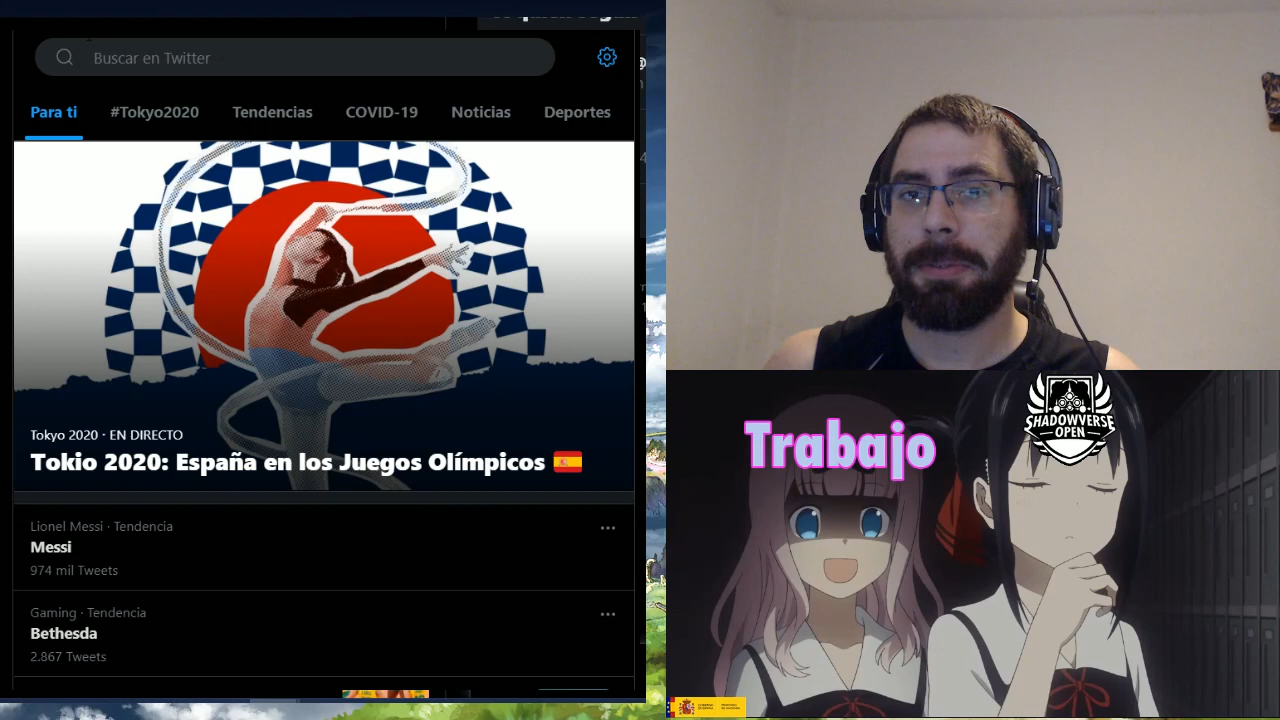 Buscar en Twitter
Para ti
#Tokyo2020
Tendencias
COVID-19
Noticias
Deportes
Tokyo 2020 · EN DIRECTO
Tokio 2020: España en los Juegos Olímpicos
Lionel Messi · Tendencia
Messi
974 mil Tweets
Gaming · Tendencia
Bethesda
2.867 Tweets
Trabajo
SHADOWVERSE
OPEN